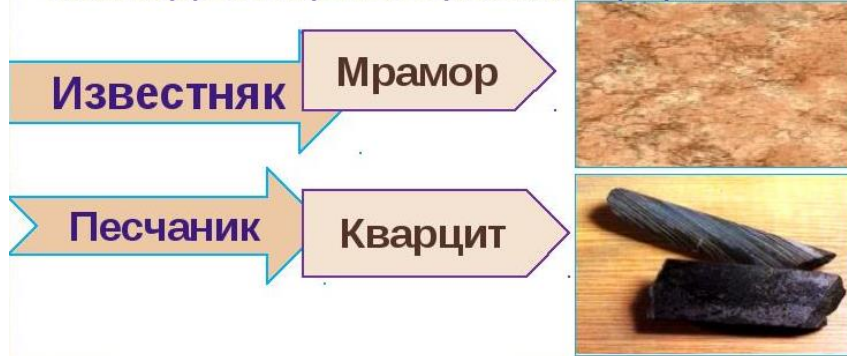 Известняк
Мрамор
Песчаник
Кварцит